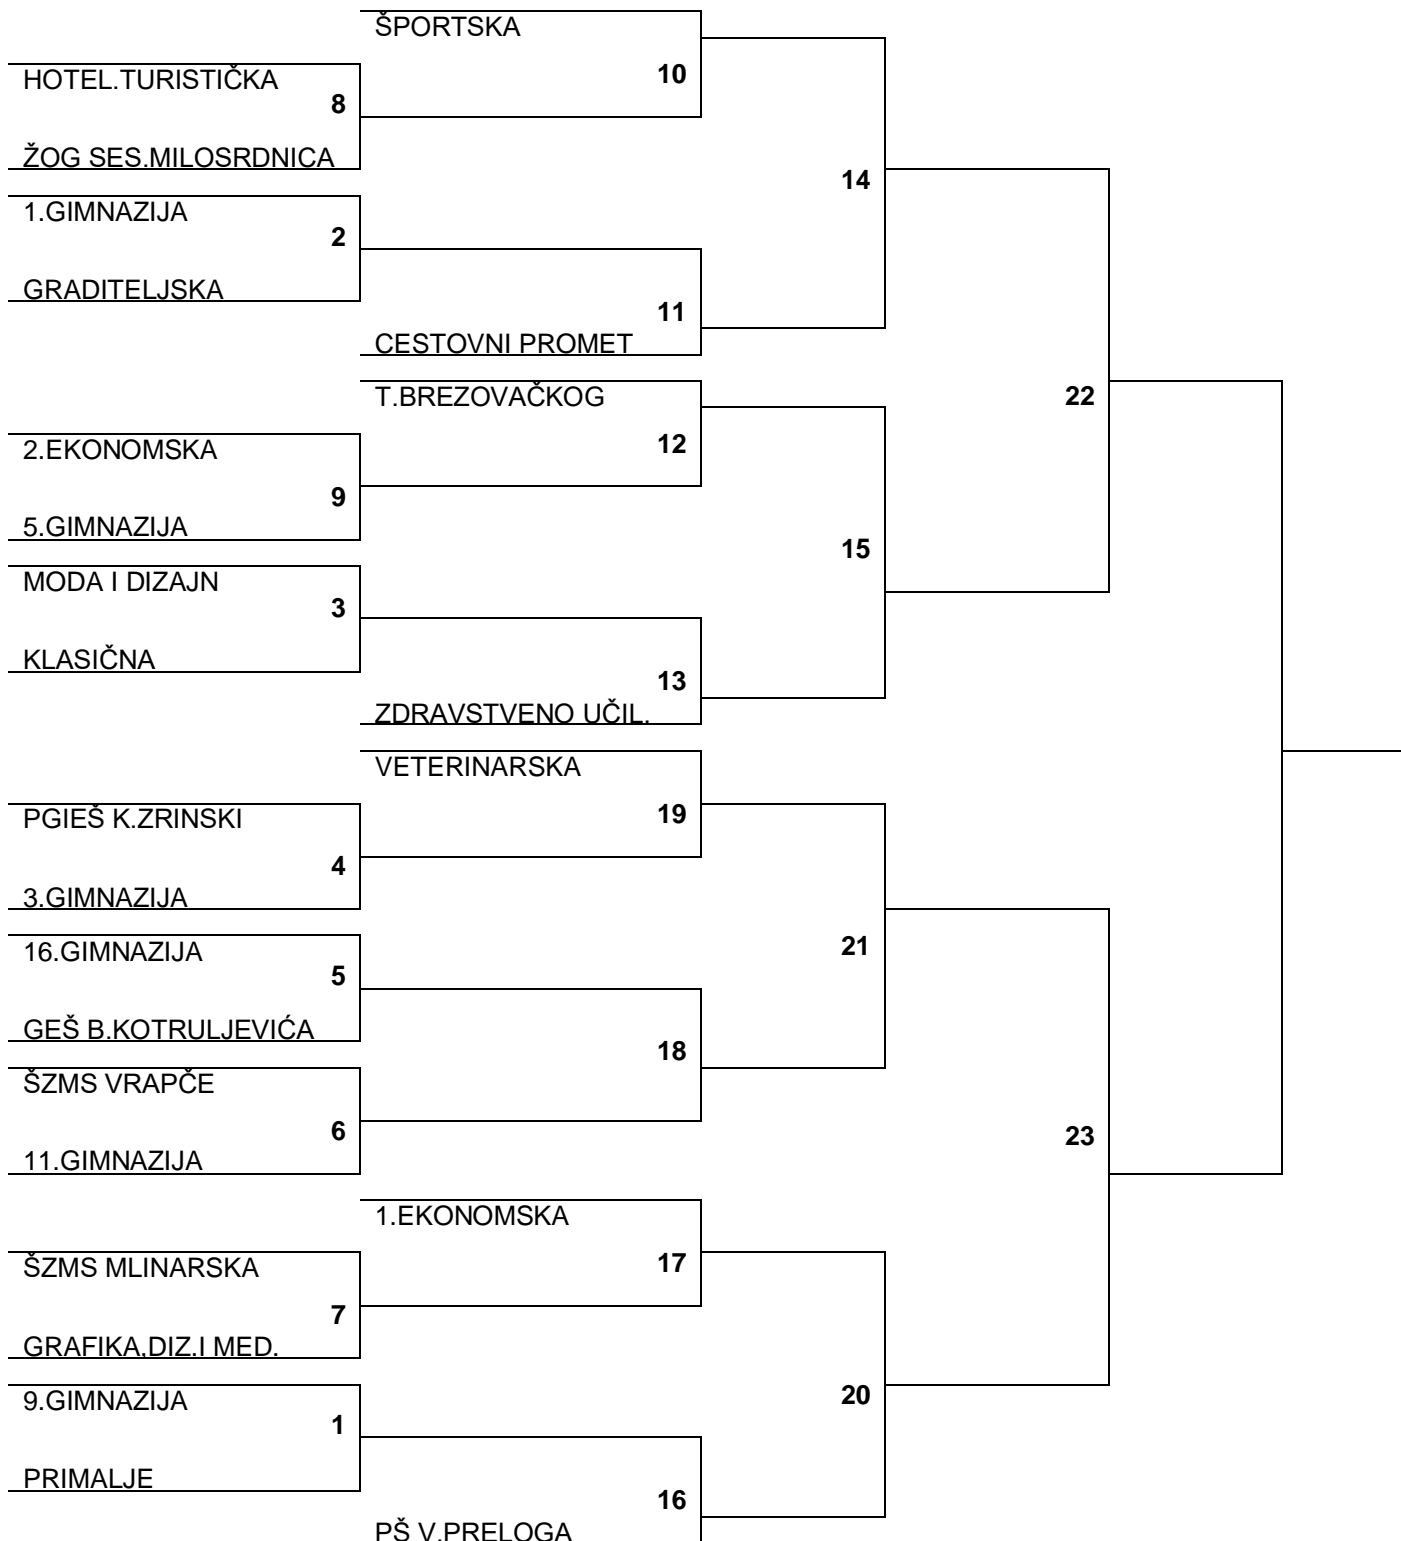 ŠPORTSKA
10
HOTEL.TURISTIČKA
8
ŽOG SES.MILOSRDNICA
14
1.GIMNAZIJA
2
GRADITELJSKA
11
CESTOVNI PROMET
T.BREZOVAČKOG
22
12
2.EKONOMSKA
9
5.GIMNAZIJA
15
MODA I DIZAJN
3
KLASIČNA
13
ZDRAVSTVENO UČIL.
VETERINARSKA
19
PGIEŠ K.ZRINSKI
4
3.GIMNAZIJA
21
16.GIMNAZIJA
5
GEŠ B.KOTRULJEVIĆA
18
ŠZMS VRAPČE
6
23
11.GIMNAZIJA
1.EKONOMSKA
17
ŠZMS MLINARSKA
7
GRAFIKA,DIZ.I MED.
20
9.GIMNAZIJA
1
PRIMALJE
16
PŠ V.PRELOGA